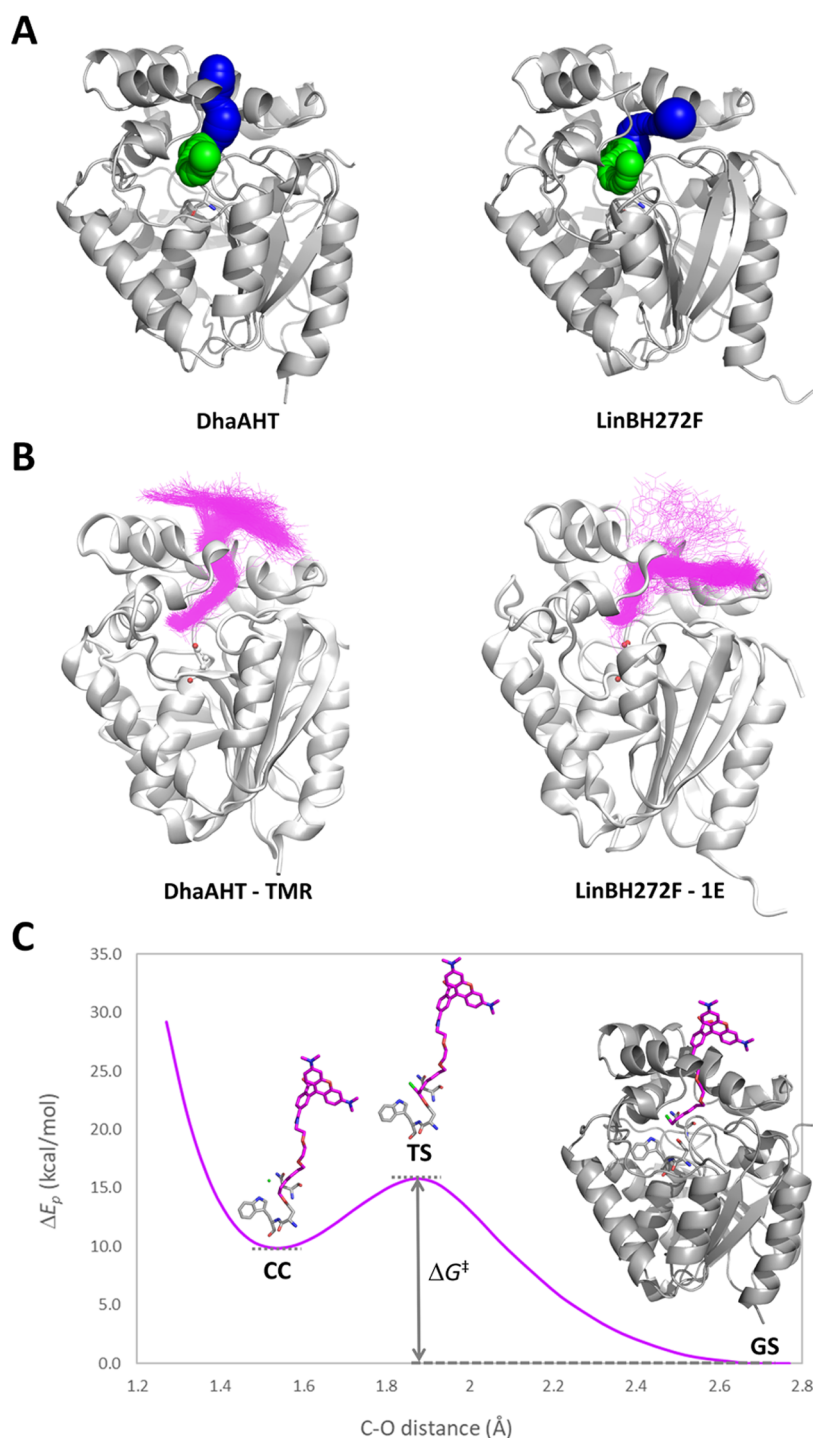 A
DhaAHT
LinBH272F
B
DhaAHT - TMR
LinBH272F - 1E
C
35.0
30.0
25.0
20.0
15.0
10.0
5.0
0.0
ΔEp (kcal/mol)
TS
CC
ΔG‡
GS
1.2
1.4
1.6
1.8
2
2.2
2.4
2.6
2.8
C-O distance (Å)